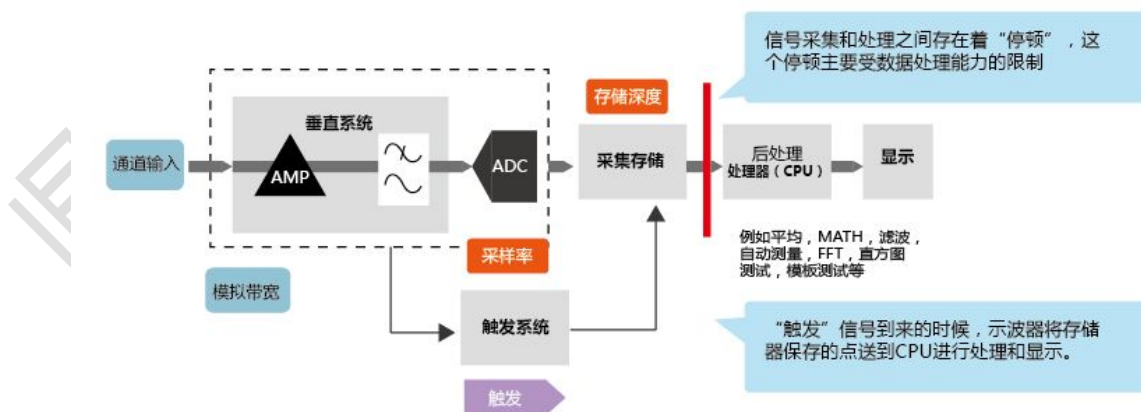 信号采集和处理之间存在着“停顿”，这
个停顿主要受数据处理能力的限制
存储深度
垂直系统
通道输入
AMP
ADC
采集存储
后处理
处理器（CPU）
显示
例如平均，MATH，滤波，
自动测量，FFT，直方图
测试，模板测试等
采样率
模拟带宽
触发系统
“触发”信号到来的时候，示波器将存储
器保存的点送到CPU进行处理和显示。
触发